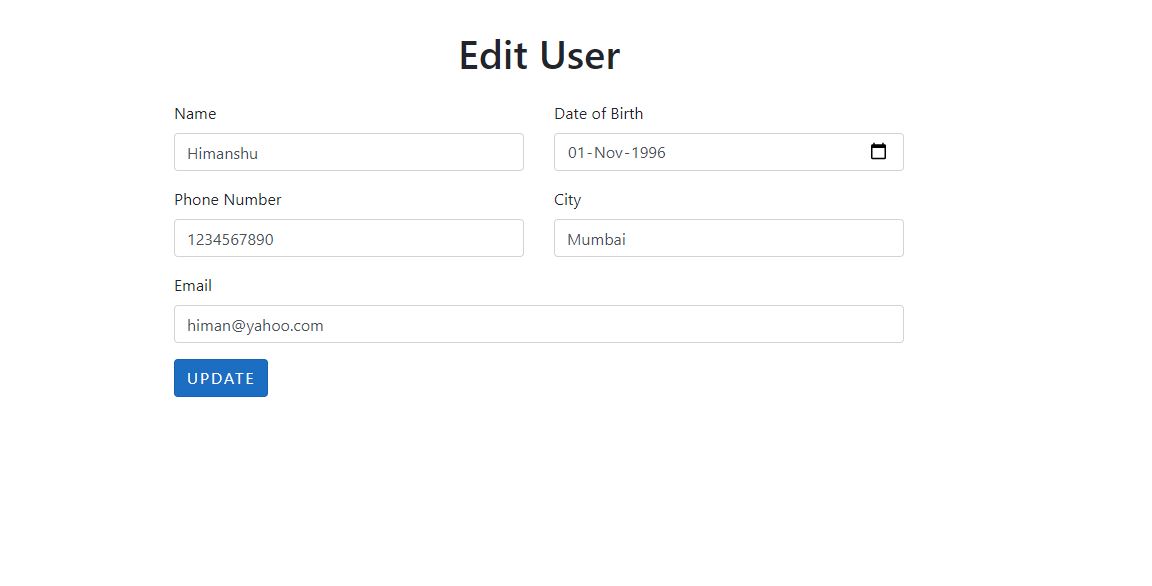 Edit User
Name
Date of Birth
Himanshu
01-Nov-1996
Phone Number
City
1234567890
Mumbai
Email
himan@yahoo.com
UPDATE